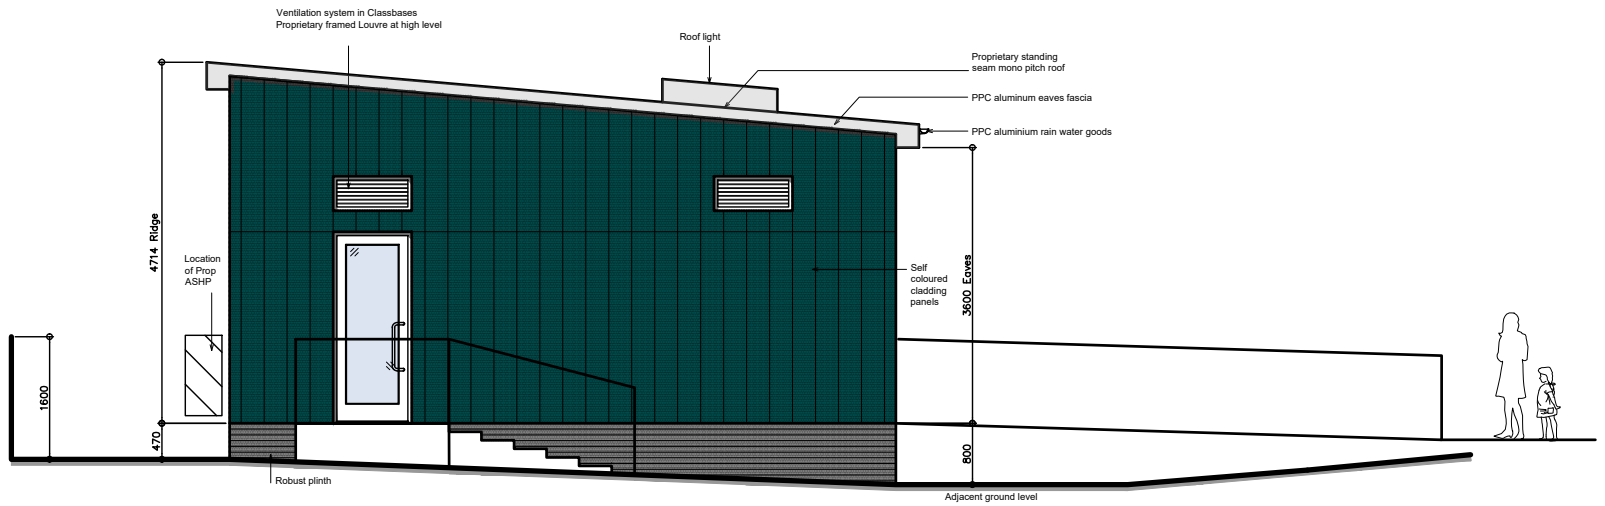 Ventilation system in Classbases
Proprietary framed Louvre at high level
Roof light
Proprietary standing
seam mono pitch roof
PPC aluminum eaves fascia
PPC aluminium rain water goods
4714 Ridge
Location
of Prop
ASHP
Self
coloured
cladding
panels
3600 Eaves
1600
470
800
Robust plinth
Adjacent ground level